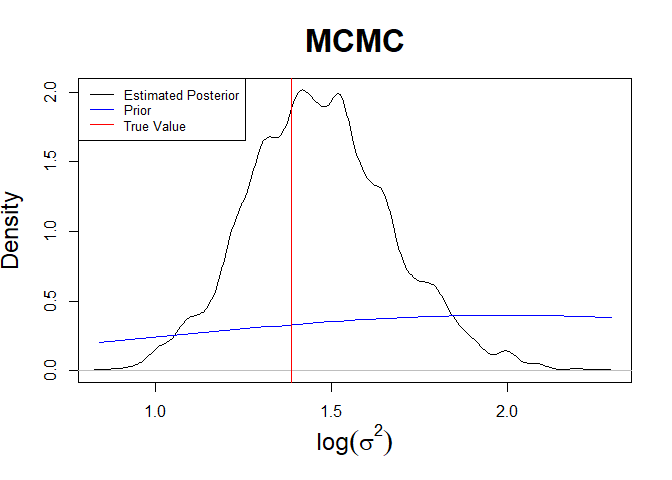 MCMC
Estimated Posterior
Prior
True Value
Density
0.0
0.5
1.0
1.5
2.0
1.0
1.5
2.0
log(σ²)